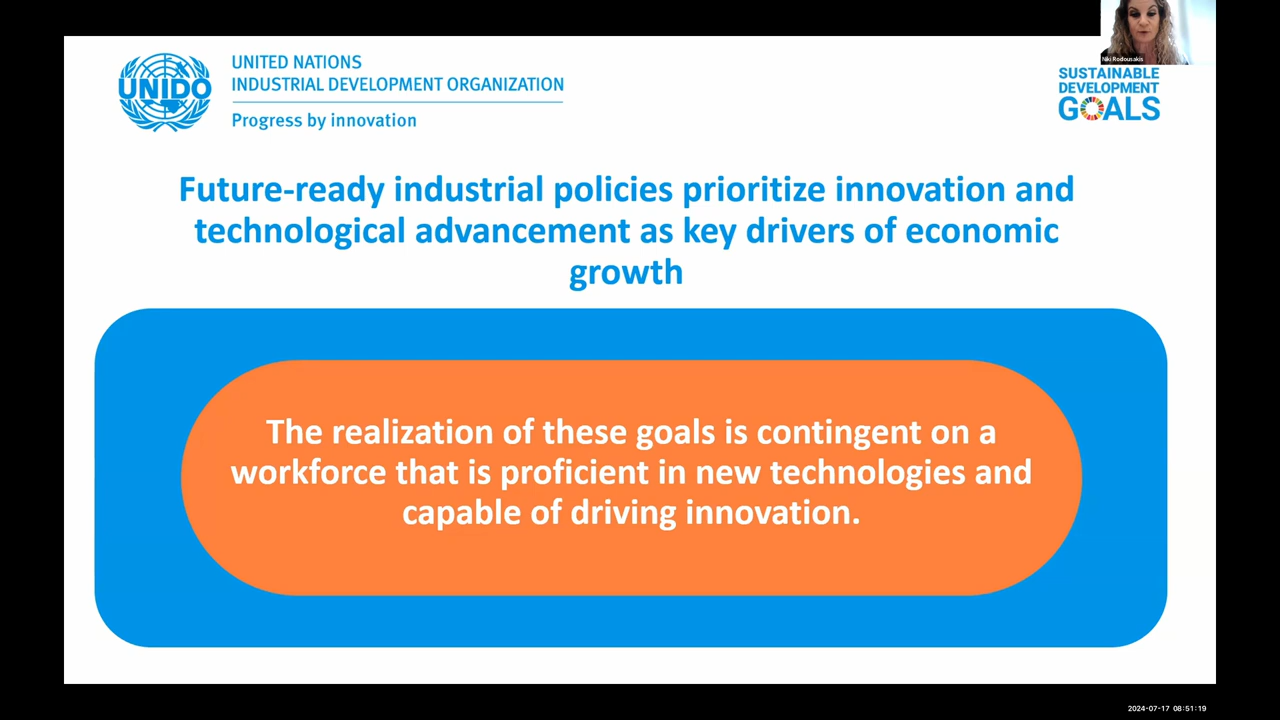 UNIDO
UNITED NATIONS
INDUSTRIAL DEVELOPMENT ORGANIZATION
Progress by innovation
Niki Rodousakis
SUSTAINABLE
DEVELOPMENT
GOALS
Future-ready industrial policies prioritize innovation and
technological advancement as key drivers of economic
growth
The realization of these goals is contingent on a
workforce that is proficient in new technologies and
capable of driving innovation.
2024-07-17 08:51:19